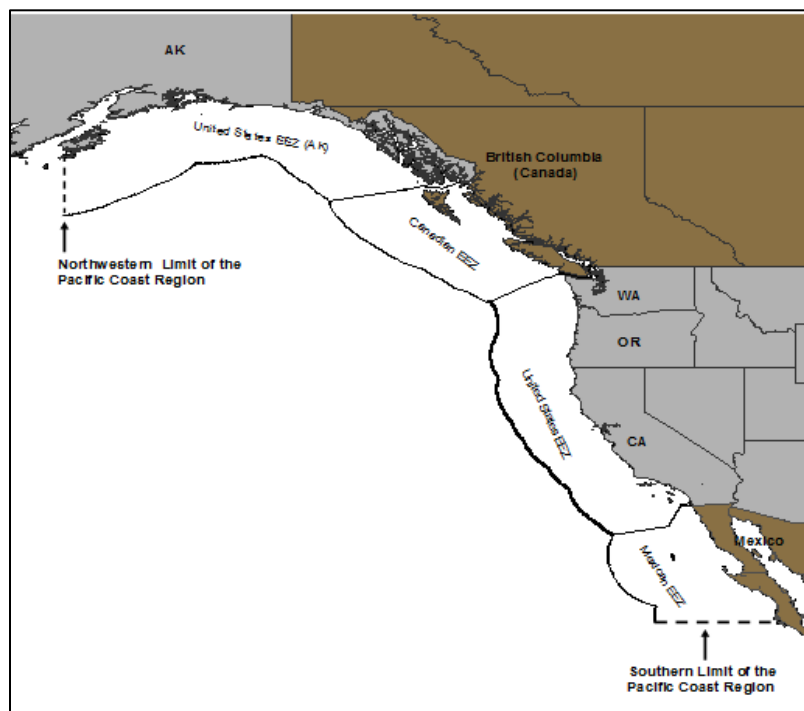 AK
United States EEZ (AK)
British Columbia
(Canada)
Canadian EEZ
Northwestern Limit of the
Pacific Coast Region
WA
OR
United States EEZ
CA
Mexico
Mexican EEZ
Southern Limit of the
Pacific Coast Region